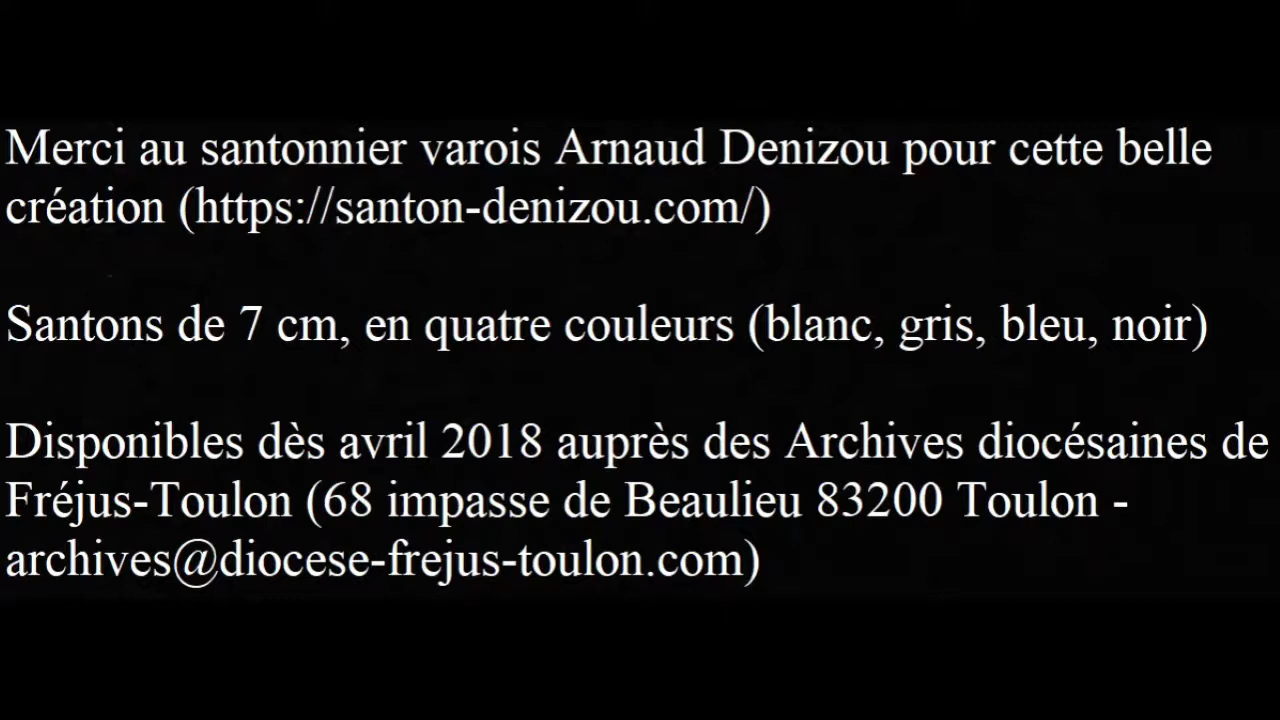 Merci au santonnier varois Arnaud Denizou pour cette belle
création (https://santon-denizou.com/)
Santons de 7 cm, en quatre couleurs (blanc, gris, bleu, noir)
Disponibles dès avril 2018 auprès des Archives diocésaines de
Fréjus-Toulon (68 impasse de Beaulieu 83200 Toulon -
archives@diocese-frejus-toulon.com)